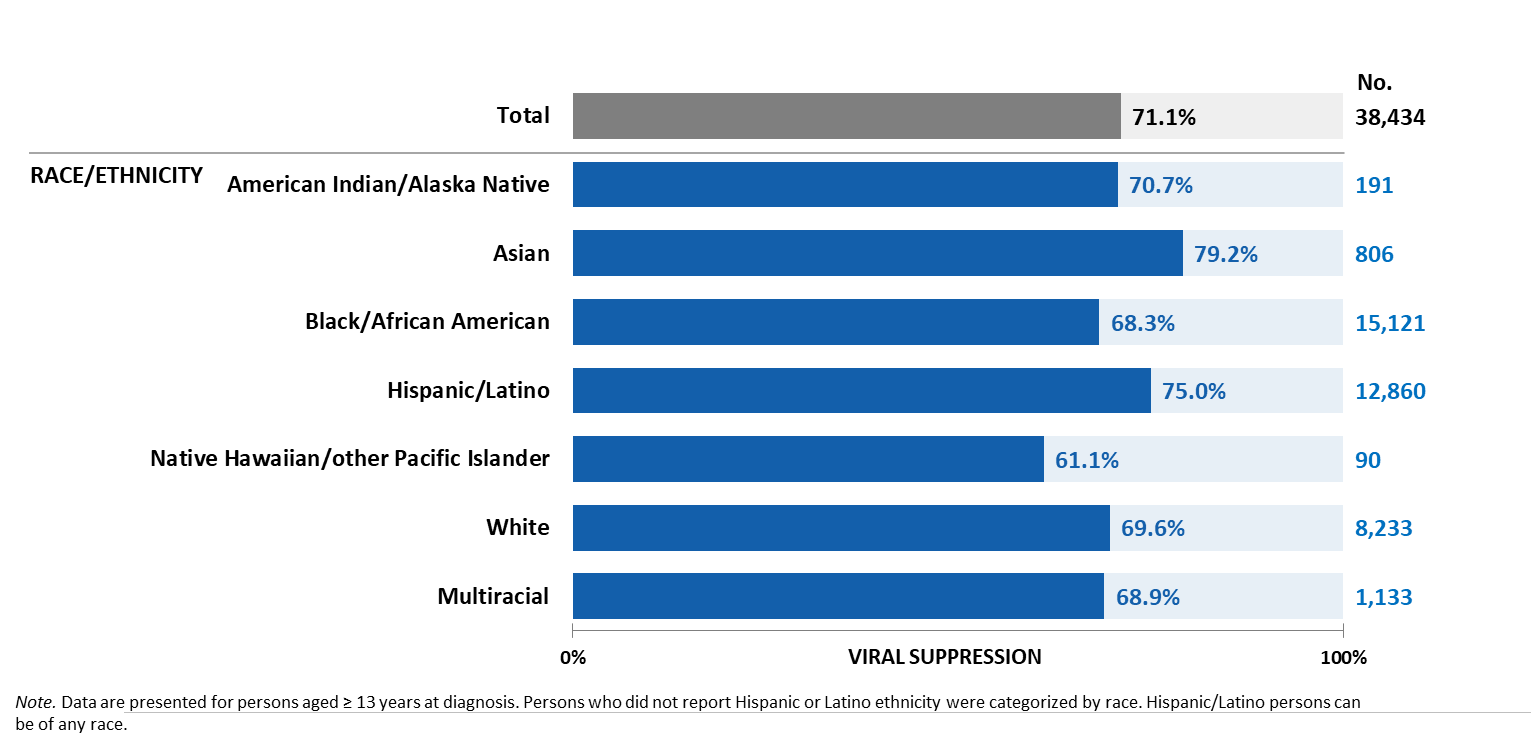 No.
Total 71.1% 38,434
RACE/ETHNICITY
American Indian/Alaska Native 70.7% 191
Asian 79.2% 806
Black/African American 68.3% 15,121
Hispanic/Latino 75.0% 12,860
Native Hawaiian/other Pacific Islander 61.1% 90
White 69.6% 8,233
Multiracial 68.9% 1,133
0% VIRAL SUPPRESSION 100%
Note. Data are presented for persons aged ≥ 13 years at diagnosis. Persons who did not report Hispanic or Latino ethnicity were categorized by race. Hispanic/Latino persons can
be of any race.